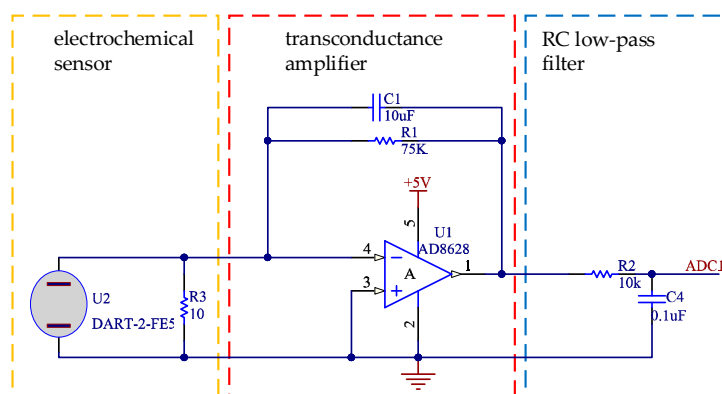 electrochemical
sensor
transconductance
amplifier
RC low-pass
filter
C1
10uF
R1
75K
+5V
5
U1
AD8628
4
1
A
3
2
U2
DART-2-FE5
R3
10
R2
10k
ADC1
C4
0.1uF